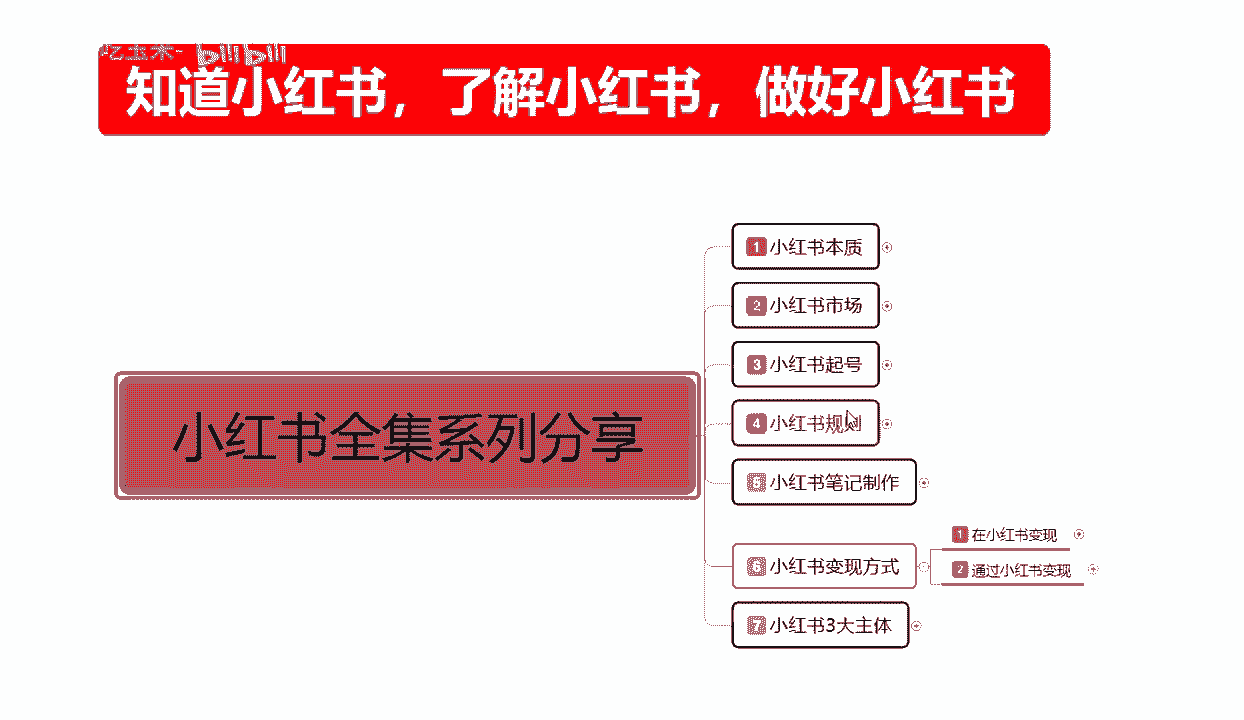 bilibili
知道小红书，了解小红书，做好小红书
小红书全集系列分享
1 小红书本质
2 小红书市场
3 小红书起号
4 小红书规则
5 小红书笔记制作
6 小红书变现方式
1 在小红书变现
2 通过小红书变现
7 小红书3大主体